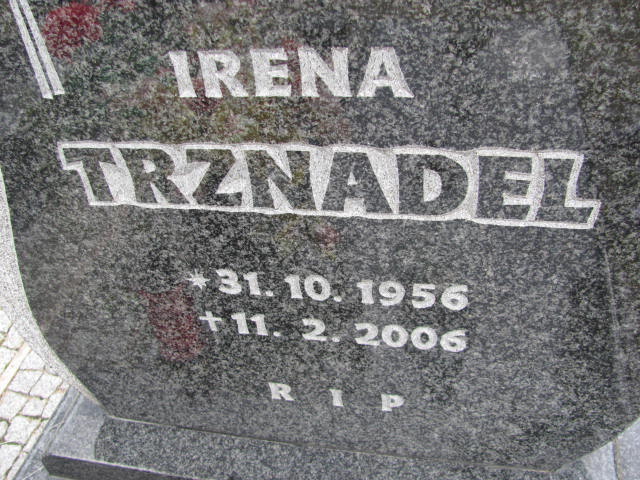 IRENA
TRZNADEL
*31. 10. 1956
+11. 2. 2006
R I P